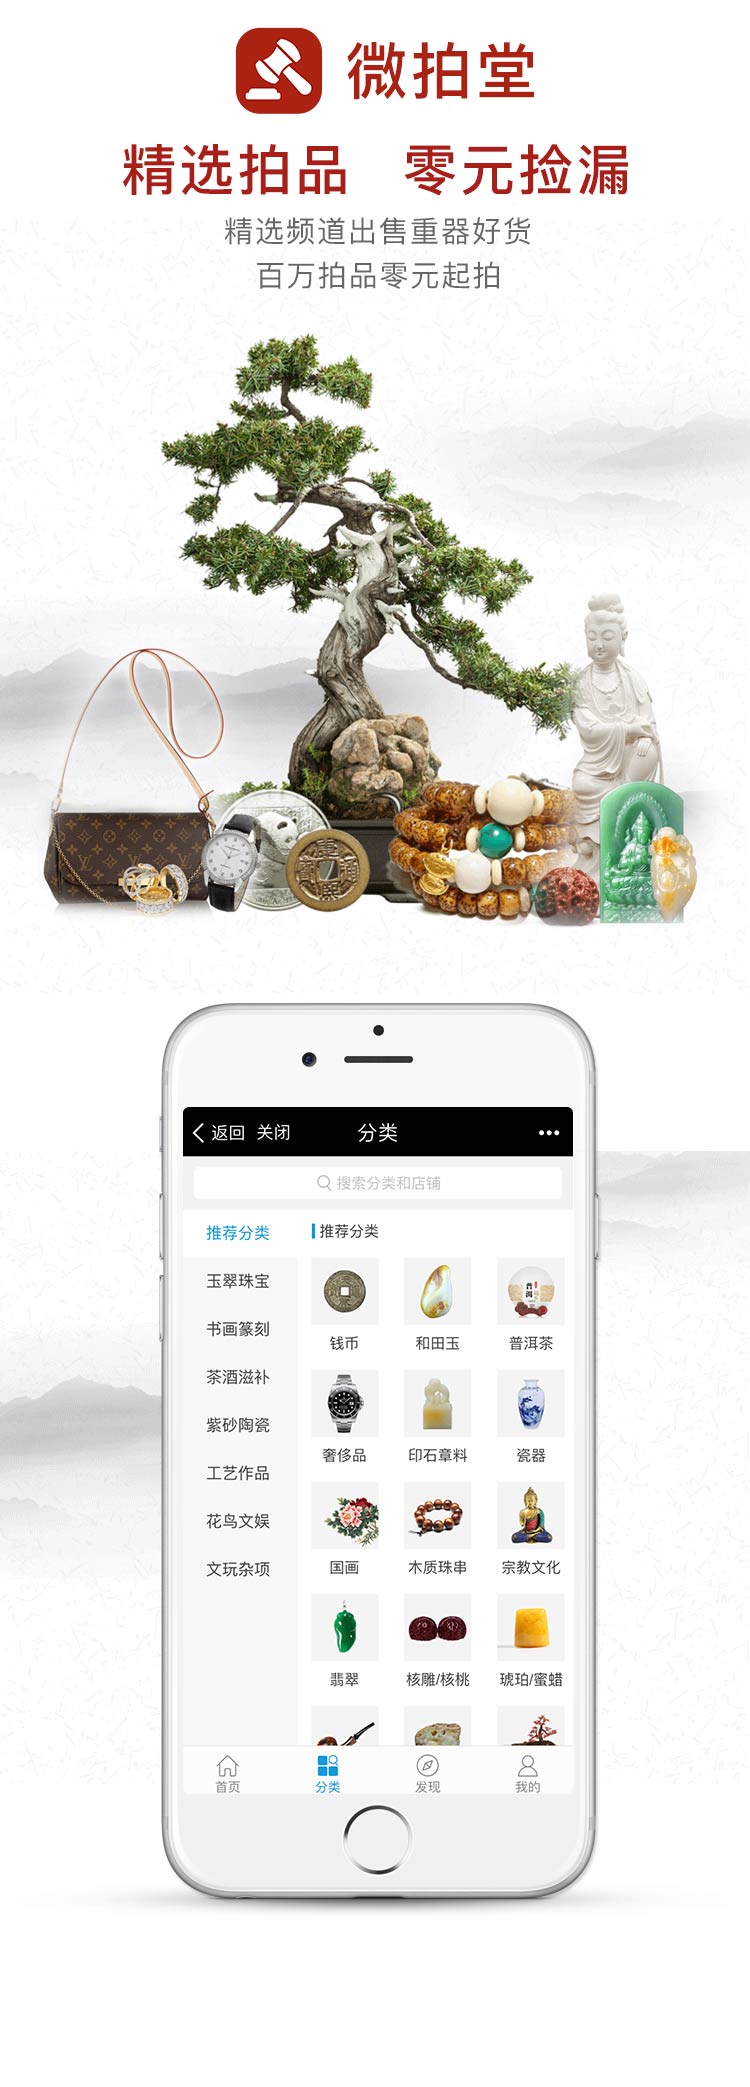 微拍堂
精选拍品 零元捡漏
精选频道出售重器好货
百万拍品零元起拍
返回 关闭 分类
搜索分类和店铺
推荐分类
推荐分类
玉翠珠宝
书画篆刻
茶酒滋补
紫砂陶瓷
工艺作品
花鸟文娱
文玩杂项
钱币 和田玉 普洱茶
奢侈品 印石章料 瓷器
国画 木质珠串 宗教文化
翡翠 核雕/核桃 琥珀/蜜蜡
首页 分类 发现 我的